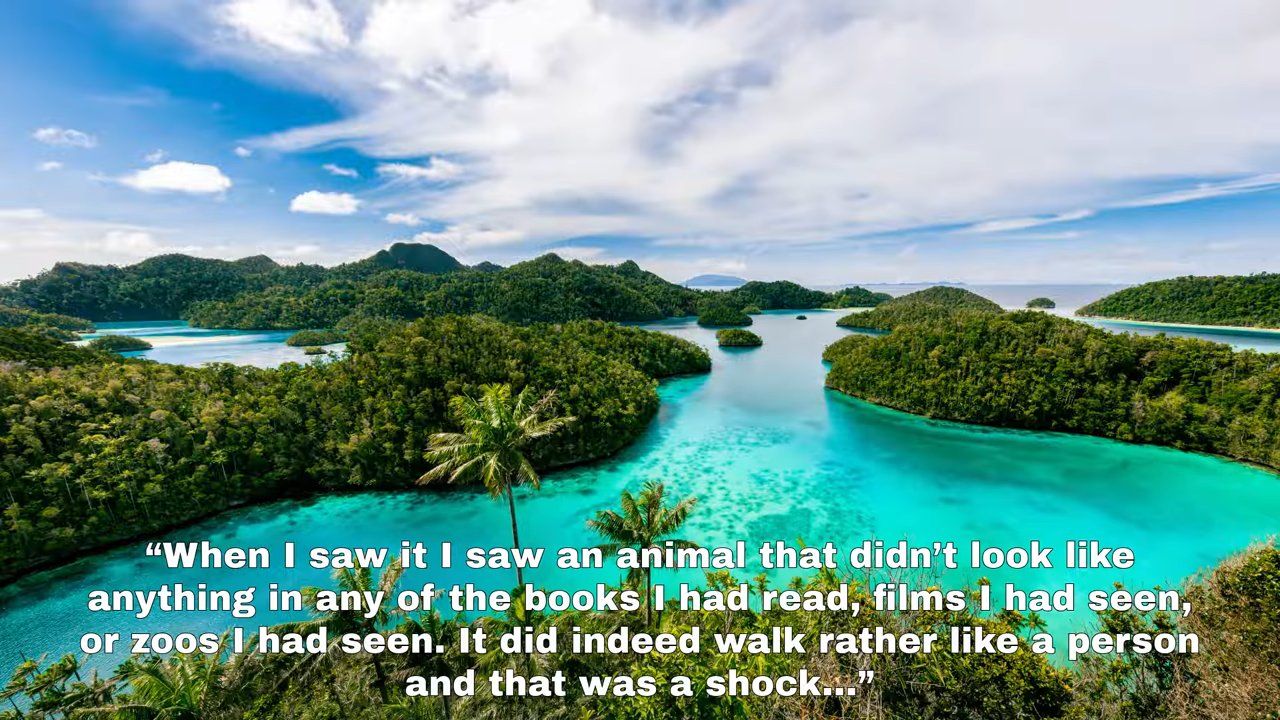 “When I saw it I saw an animal that didn’t look like
anything in any of the books I had read, films I had seen,
or zoos I had seen. It did indeed walk rather like a person
and that was a shock...”